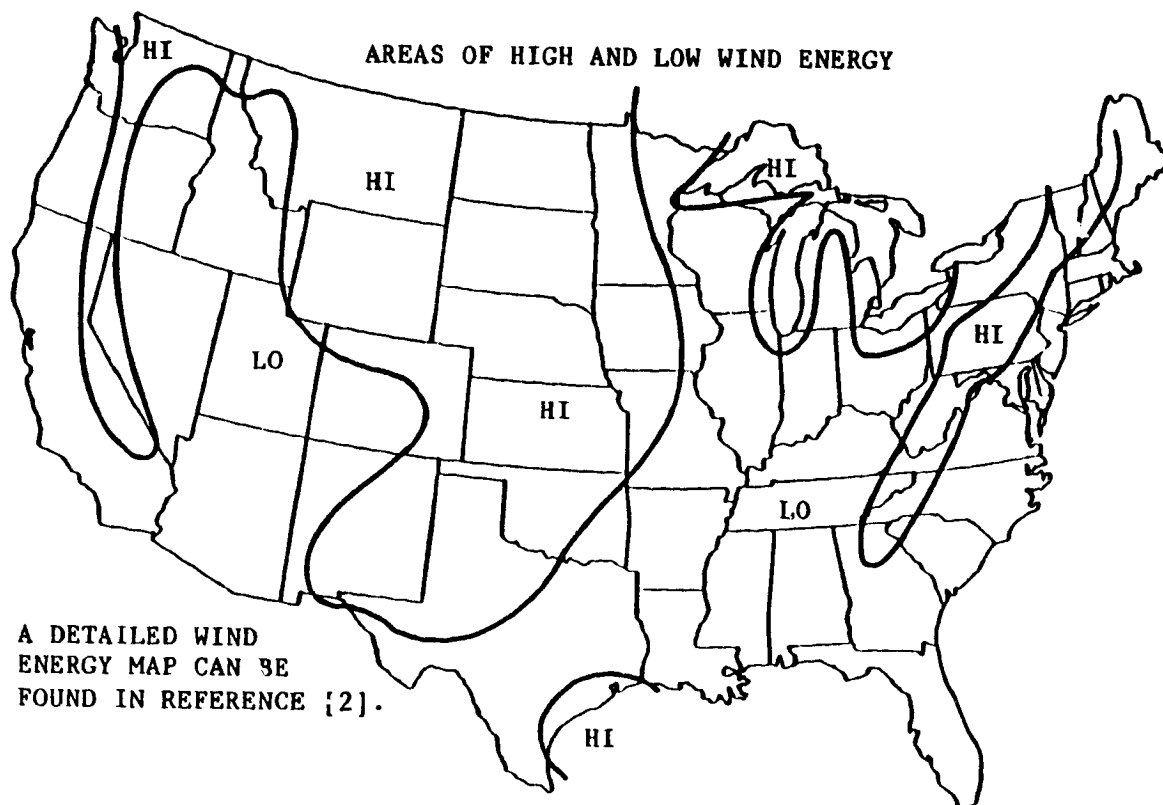 AREAS OF HIGH AND LOW WIND ENERGY
HI
HI
HI
HI
LO
HI
LO
HI
A DETAILED WIND
ENERGY MAP CAN BE
FOUND IN REFERENCE [2].